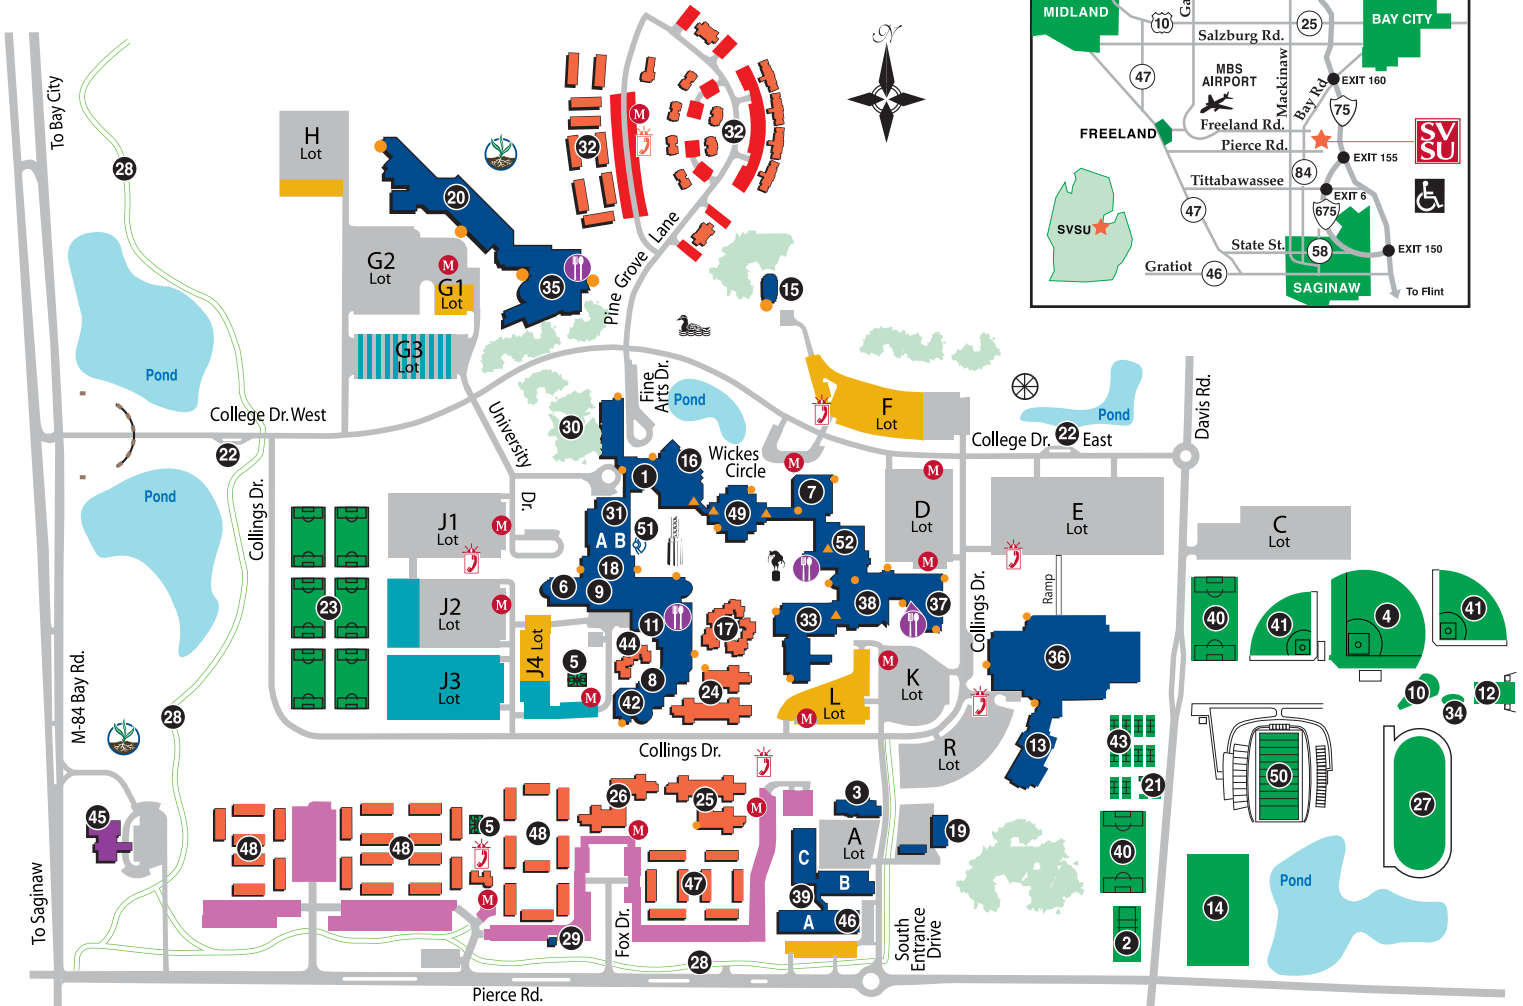 MIDLAND
10
Ga
25
BAY CITY
Salzburg Rd.
47
MBS
AIRPORT
Mackinaw
Bay Rd.
EXIT 160
75
FREELAND
Freeland Rd.
Pierce Rd.
SV
SU
EXIT 155
84
Tittabawassee
EXIT 6
47
675
SVSU
State St.
58
EXIT 150
Gratiot
46
SAGINAW
To Flint
N
To Bay City
28
H
Lot
20
32
32
M
Pine Grove Lane
G2
Lot
M
G1
Lot
35
15
G3
Lot
Pond
College Dr. West
22
University
Dr.
Fine
Arts Dr.
Pond
30
F
Lot
Wickes
Circle
College Dr.
22
East
Pond
Davis Rd.
Pond
Collings Dr.
1
16
7
M
49
D
Lot
M
M
E
Lot
C
Lot
J1
Lot
M
31
A B
51
52
18
6
9
23
J2
Lot
M
11
17
33
38
37
Collings Dr.
Ramp
40
41
4
41
J4 Lot
44
5
8
24
42
M
J3
Lot
L
Lot
M
M
K
Lot
36
10
34
12
M-84 Bay Rd.
28
Collings Dr.
R
Lot
13
43
21
50
27
45
26
25
M
3
19
A
Lot
48
48
5
48
M
47
M
C
B
39
A
46
40
14
Pond
2
To Saginaw
29
Fox Dr.
28
South
Entrance
Drive
Pierce Rd.